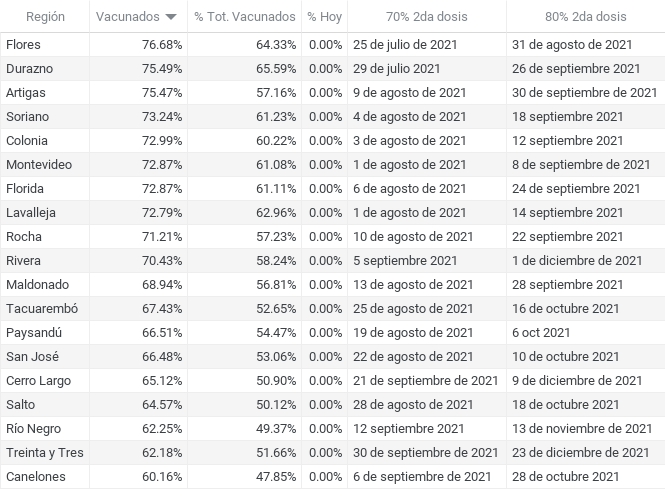 Región Vacunados % Tot. Vacunados % Hoy 70% 2da dosis 80% 2da dosis
Flores 76.68% 64.33% 0.00% 25 de julio de 2021 31 de agosto de 2021
Durazno 75.49% 65.59% 0.00% 29 de julio 2021 26 de septiembre 2021
Artigas 75.47% 57.16% 0.00% 9 de agosto de 2021 30 de septiembre de 2021
Soriano 73.24% 61.23% 0.00% 4 de agosto de 2021 18 septiembre 2021
Colonia 72.99% 60.22% 0.00% 3 de agosto de 2021 12 septiembre 2021
Montevideo 72.87% 61.08% 0.00% 1 de agosto de 2021 8 de septiembre de 2021
Florida 72.87% 61.11% 0.00% 6 de agosto de 2021 24 de septiembre 2021
Lavalleja 72.79% 62.96% 0.00% 1 de agosto de 2021 14 septiembre 2021
Rocha 71.21% 57.23% 0.00% 10 de agosto de 2021 22 septiembre 2021
Rivera 70.43% 58.24% 0.00% 5 septiembre 2021 1 de diciembre de 2021
Maldonado 68.94% 56.81% 0.00% 13 de agosto de 2021 28 septiembre 2021
Tacuarembó 67.43% 52.65% 0.00% 25 de agosto de 2021 16 de octubre 2021
Paysandú 66.51% 54.47% 0.00% 19 de agosto de 2021 6 oct 2021
San José 66.48% 53.06% 0.00% 22 de agosto de 2021 10 de octubre 2021
Cerro Largo 65.12% 50.90% 0.00% 21 de septiembre de 2021 9 de diciembre de 2021
Salto 64.57% 50.12% 0.00% 28 de agosto de 2021 18 de octubre 2021
Río Negro 62.25% 49.37% 0.00% 12 septiembre 2021 13 de noviembre de 2021
Treinta y Tres 62.18% 51.66% 0.00% 30 de septiembre de 2021 23 de diciembre de 2021
Canelones 60.16% 47.85% 0.00% 6 de septiembre de 2021 28 de octubre 2021